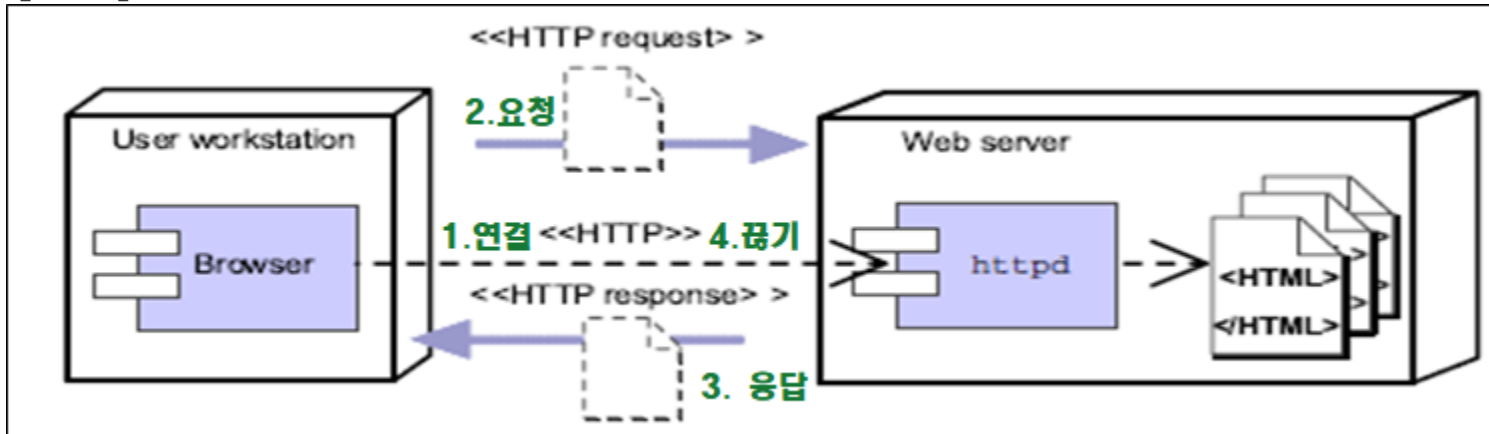 <<HTTP request> >
2.요청
User workstation
Web server
1.연결 <<HTTP>> 4.끊기
Browser
httpd
<HTML>
</HTML>
<<HTTP response> >
3. 응답